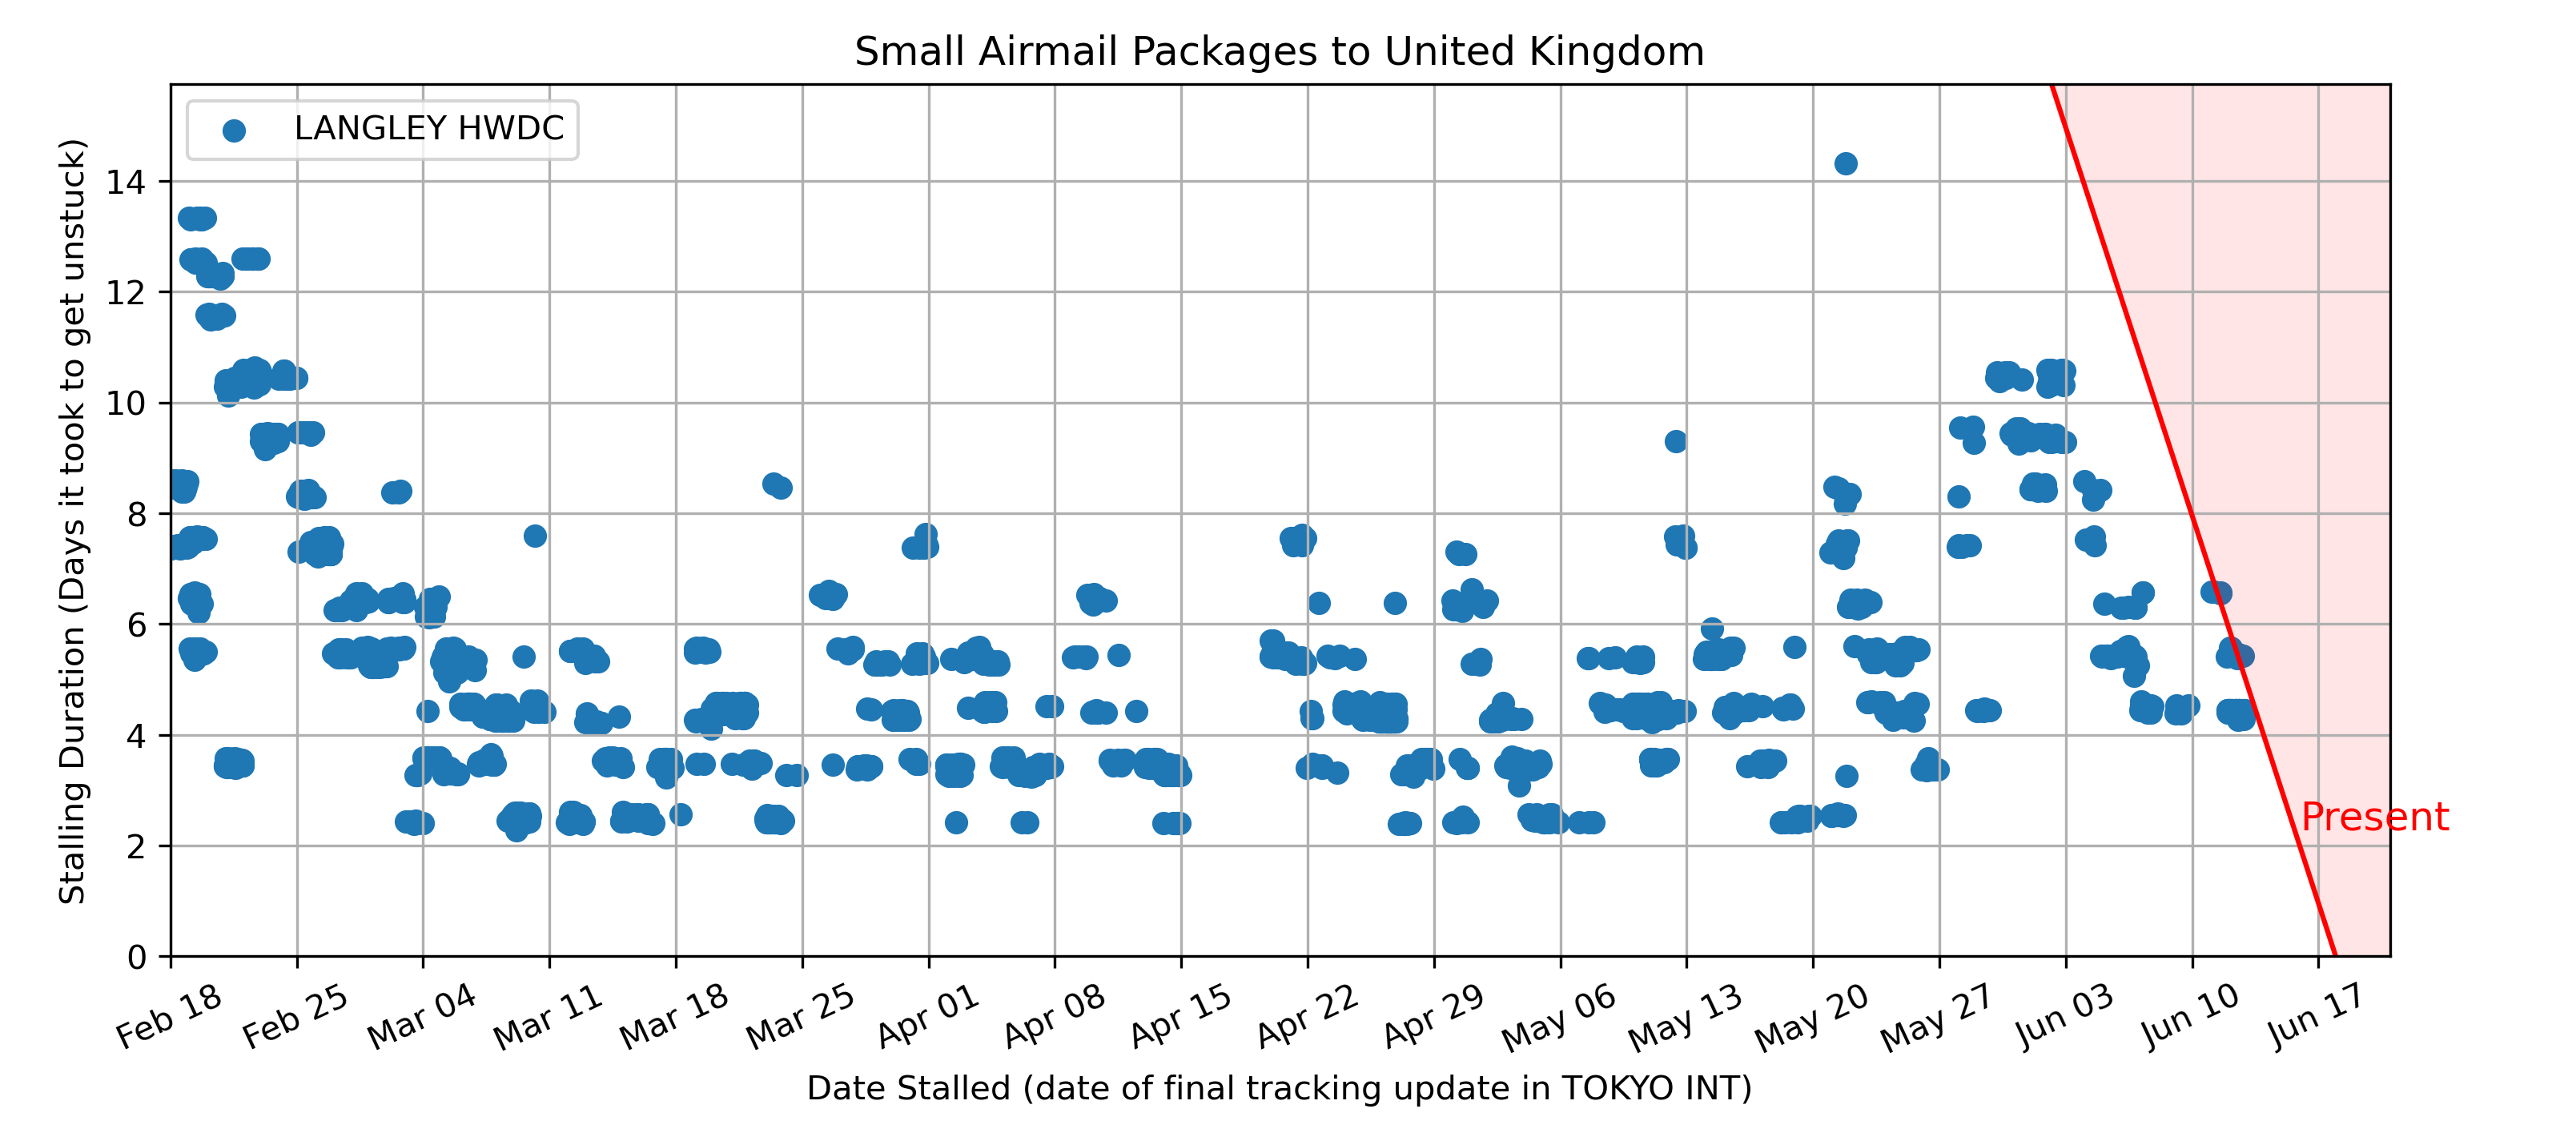 Small Airmail Packages to United Kingdom
LANGLEY HWDC
Stalling Duration (Days it took to get unstuck)
14
12
10
8
6
4
2
0
Present
Feb 18
Feb 25
Mar 04
Mar 11
Mar 18
Mar 25
Apr 01
Apr 08
Apr 15
Apr 22
Apr 29
May 06
May 13
May 20
May 27
Jun 03
Jun 10
Jun 17
Date Stalled (date of final tracking update in TOKYO INT)